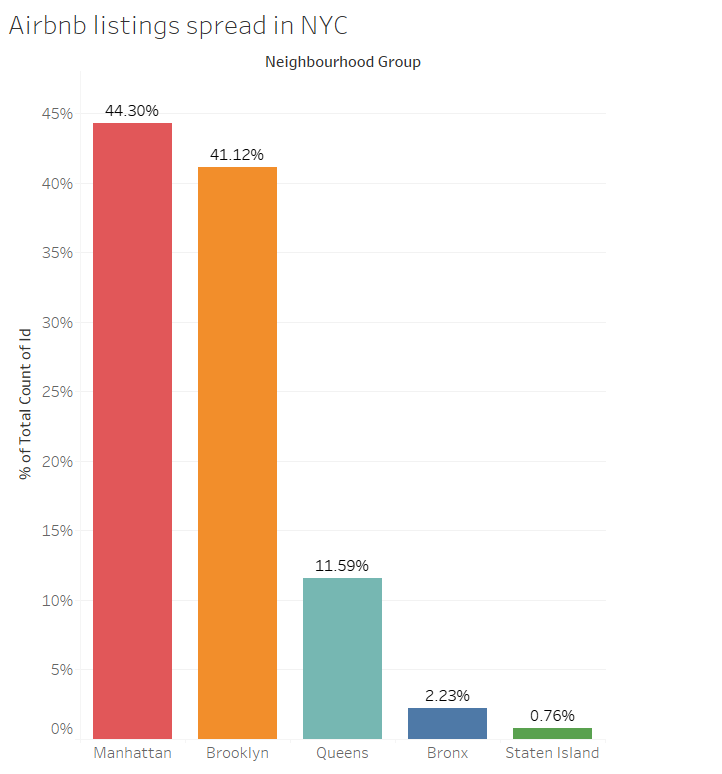 Airbnb listings spread in NYC
Neighbourhood Group
% of Total Count of Id
45%
40%
35%
30%
25%
20%
15%
10%
5%
0%
44.30%
41.12%
11.59%
2.23%
0.76%
Manhattan
Brooklyn
Queens
Bronx
Staten Island